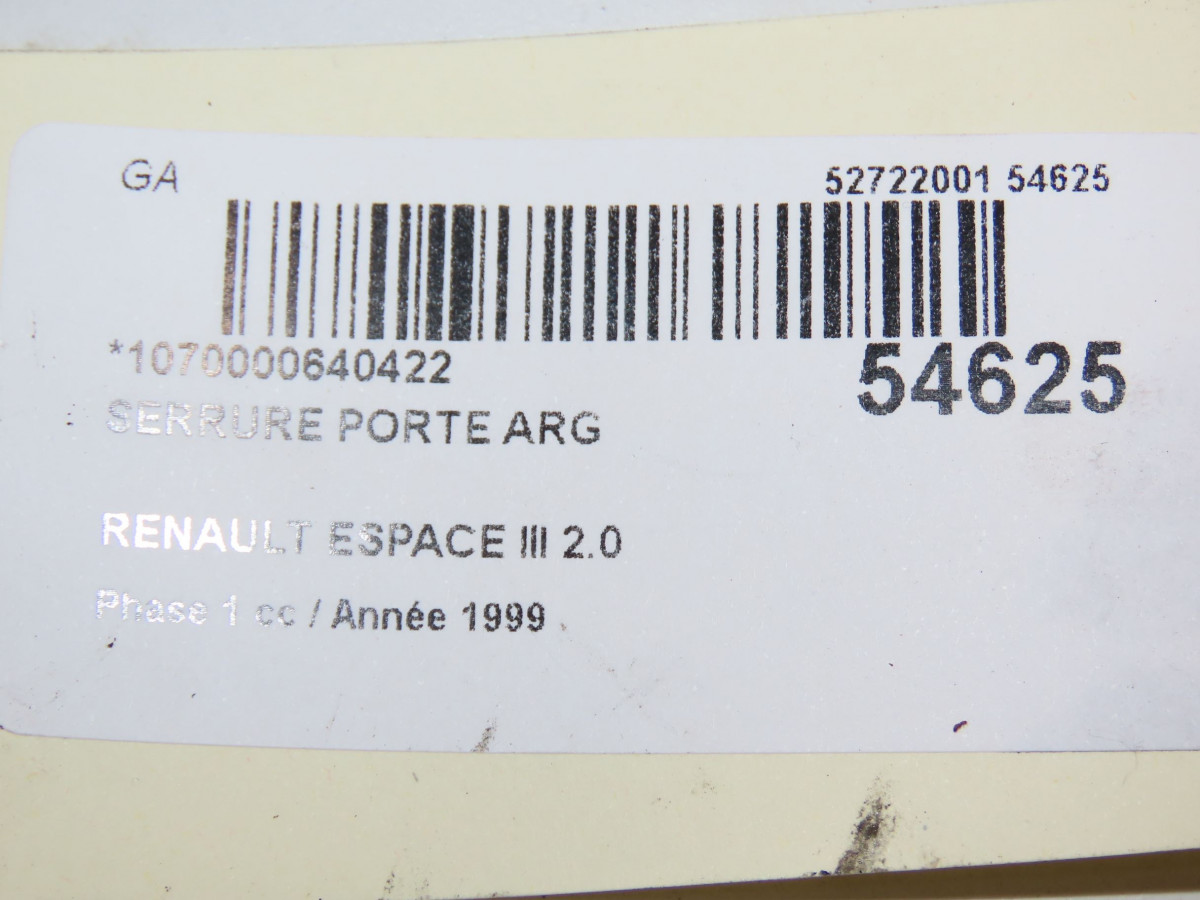 GA
52722001 54625
*1070000640422
54625
SERRURE PORTE ARG
RENAULT ESPACE III 2.0
Phase 1 cc / Année 1999